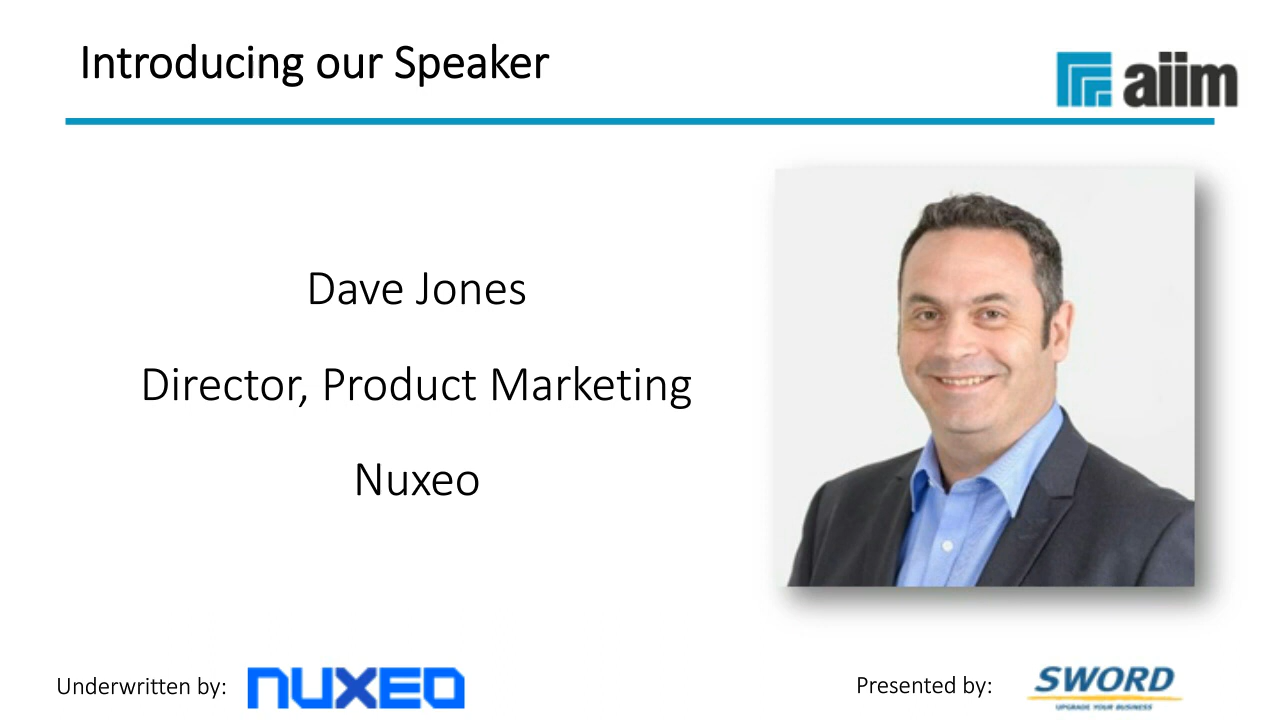 Introducing our Speaker
aiim
Dave Jones
Director, Product Marketing
Nuxeo
Underwritten by:
NUXEO
Presented by:
SWORD
UPGRADE YOUR BUSINESS